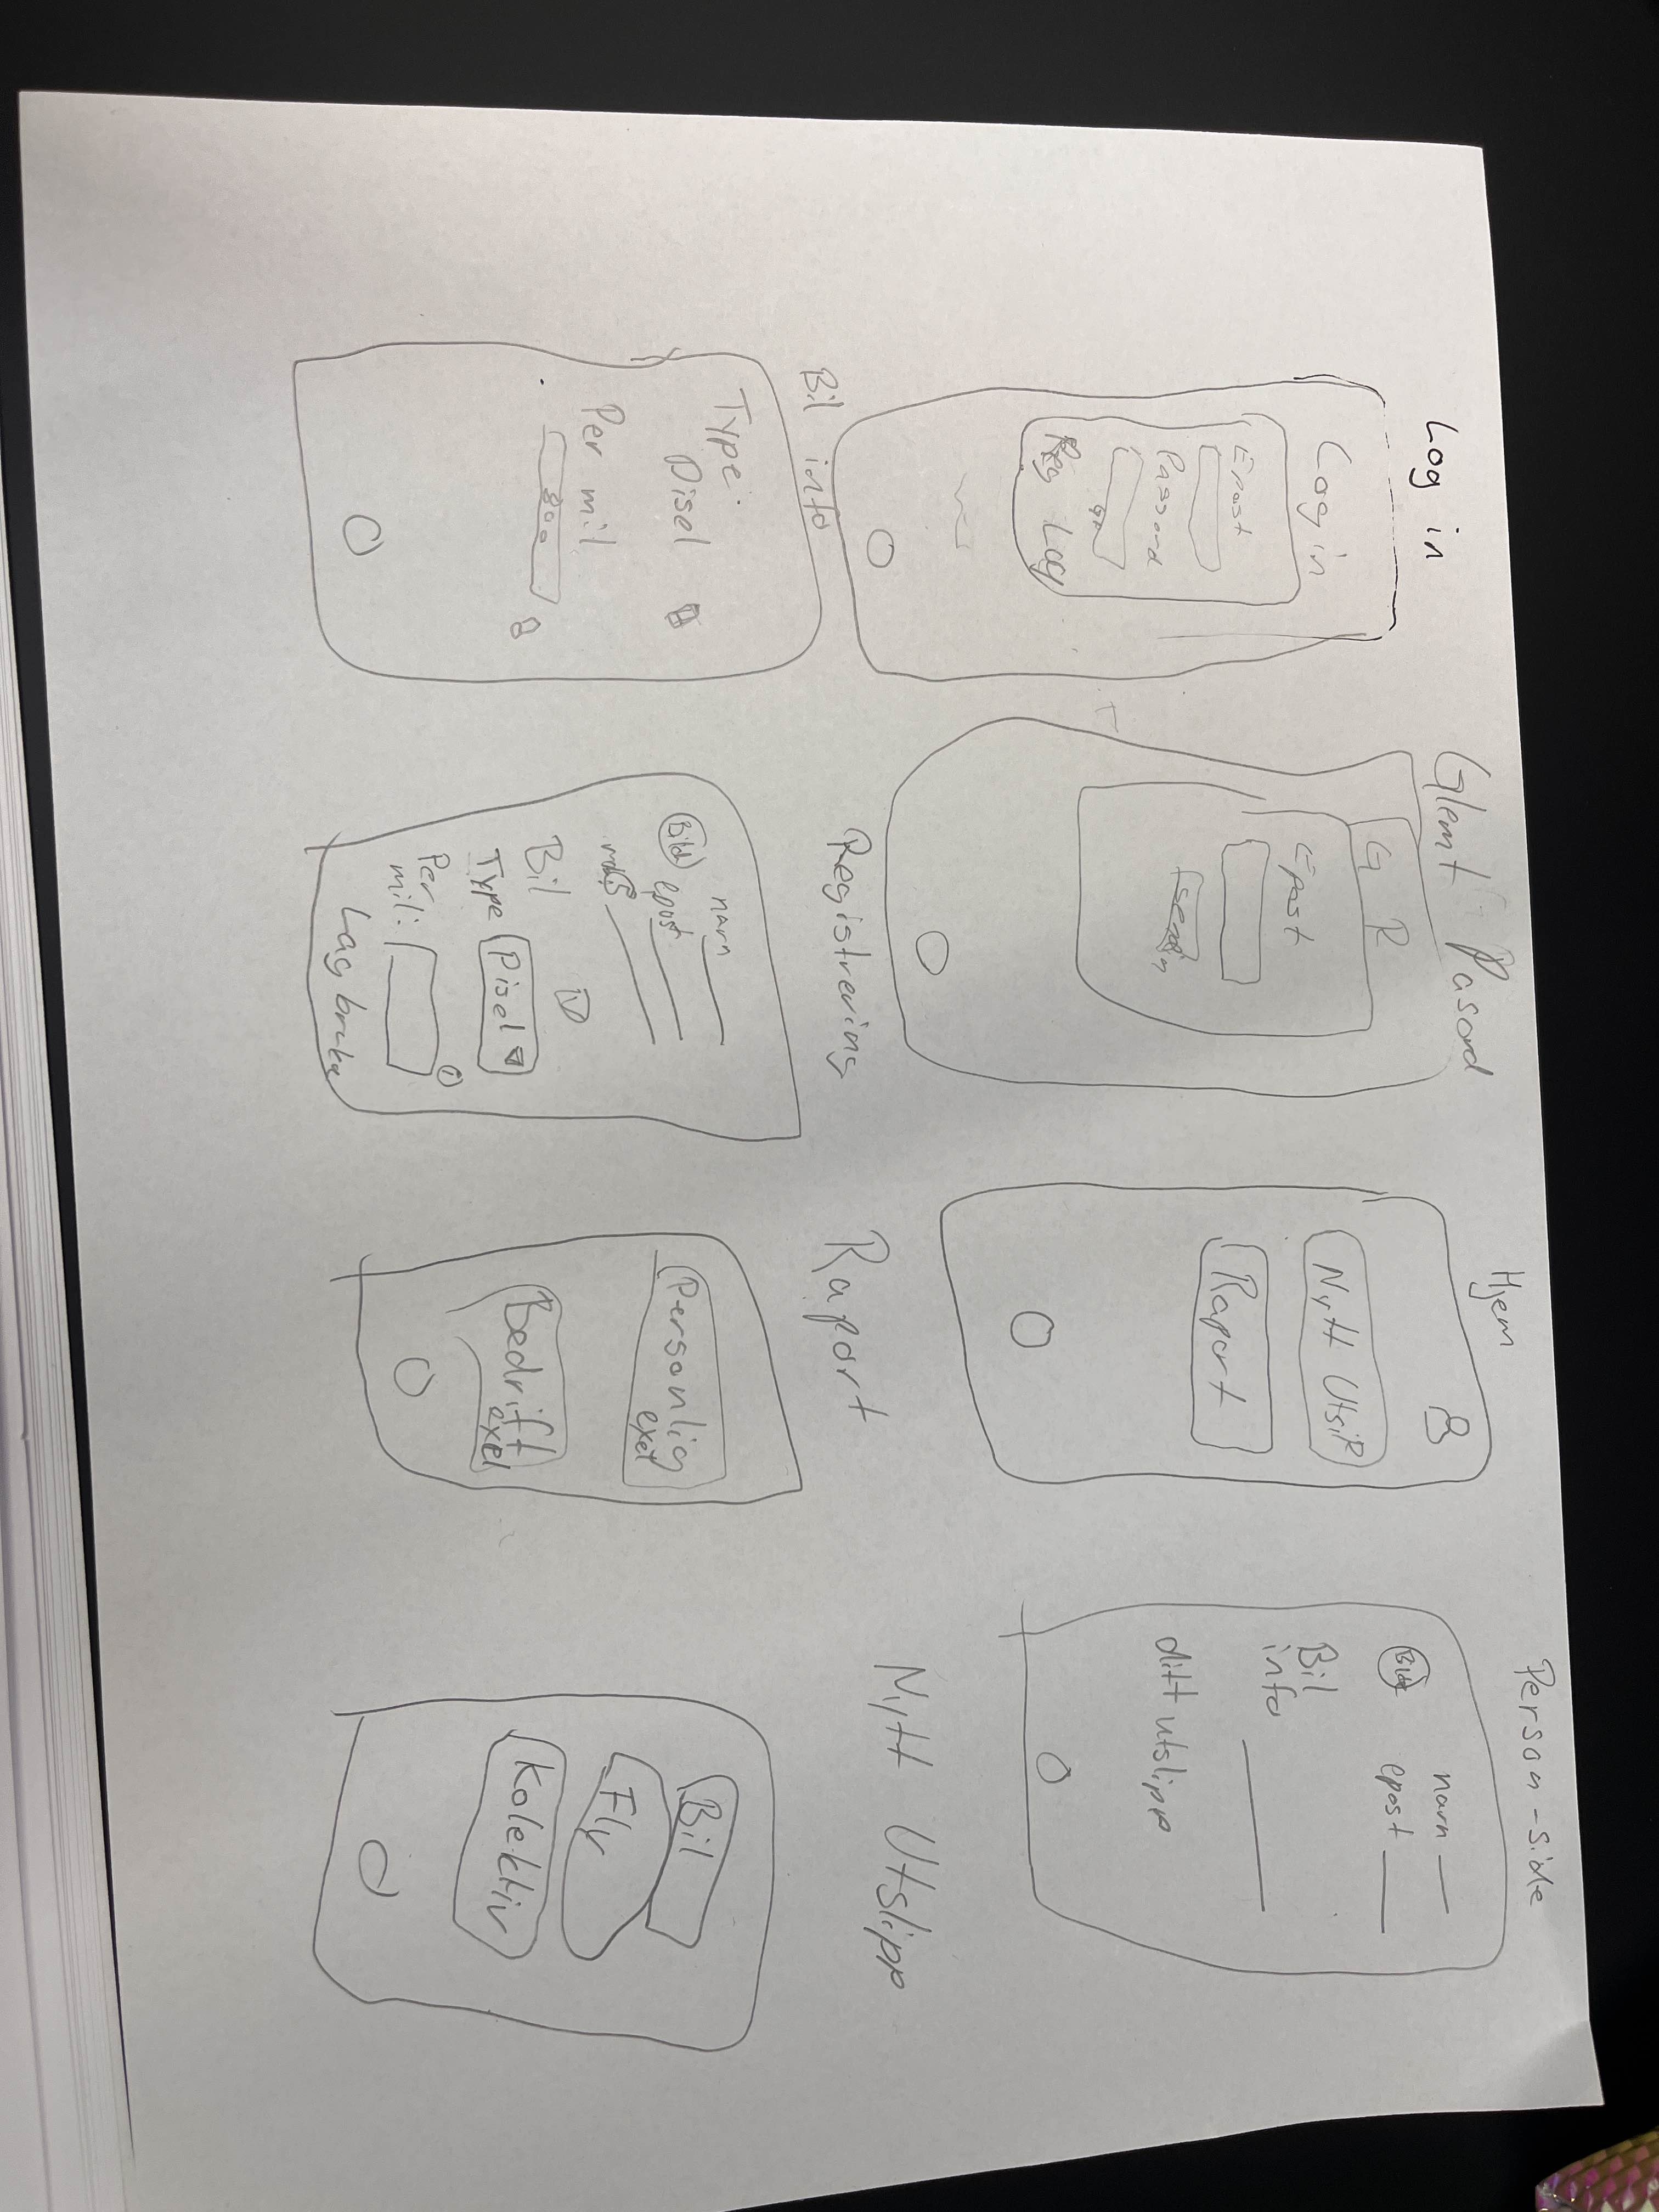 Log in
Log in
Epost
Passord
Reg Log
Glemt Pasord
G P
Epost
Send
Hjem
Nytt Utslip
Raport
Person-side
Bilde
navn
epost
Bil
info
ditt utslipp
Bil info
Type:
Disel
Per mil
800
Registrering
navn
Bilde epost
Bil
Type Disel
Per
mil:
Lag bruker
Raport
Personlig
exel
Bedrift
exel
Nytt Utslipp
Bil
Fly
Kolektiv